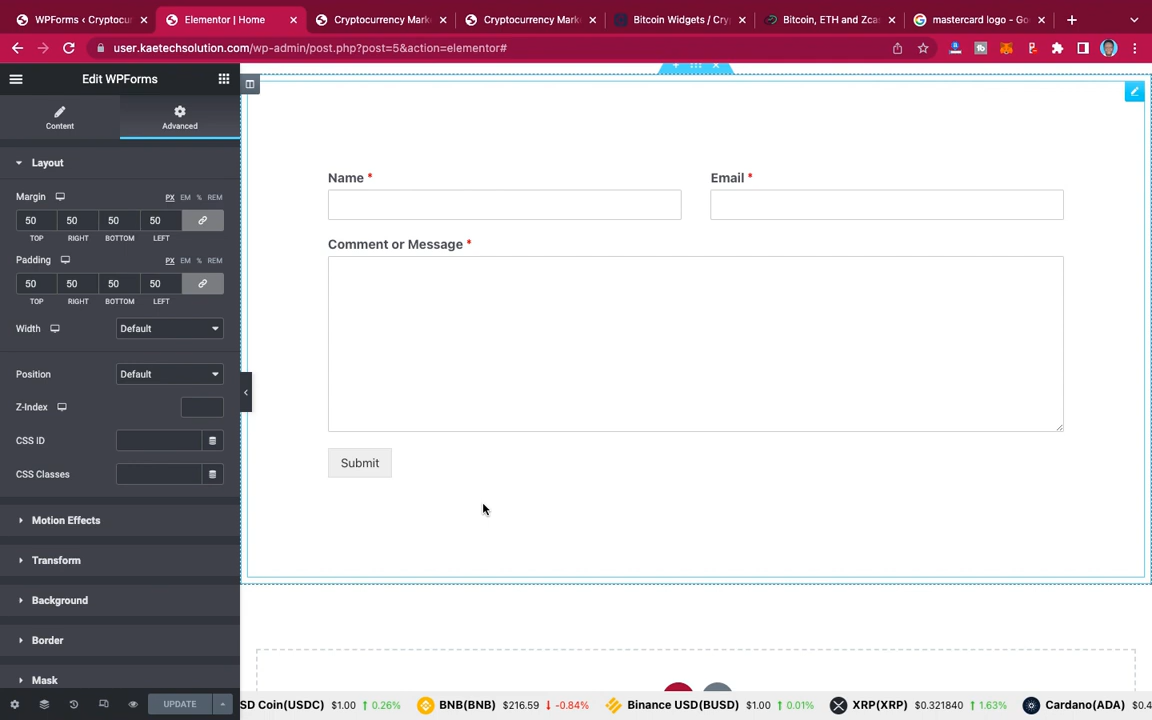 WPForms ‹ Cryptocur
Elementor | Home
Cryptocurrency Mark
Cryptocurrency Mark
Bitcoin Widgets / Cry
Bitcoin, ETH and Zca
mastercard logo - Go
user.kaetechsolution.com/wp-admin/post.php?post=5&action=elementor#
Edit WPForms
Content
Advanced
Layout
Margin
PX EM % REM
50 50 50 50
TOP RIGHT BOTTOM LEFT
Padding
PX EM % REM
50 50 50 50
TOP RIGHT BOTTOM LEFT
Width
Default
Position
Default
Z-Index
CSS ID
CSS Classes
Motion Effects
Transform
Background
Border
Mask
UPDATE
Name *
Email *
Comment or Message *
Submit
SD Coin(USDC) $1.00 ↑ 0.26% BNB(BNB) $216.59 ↓ -0.84% Binance USD(BUSD) $1.00 ↑ 0.01% XRP(XRP) $0.321840 ↑ 1.63% Cardano(ADA) $0.4